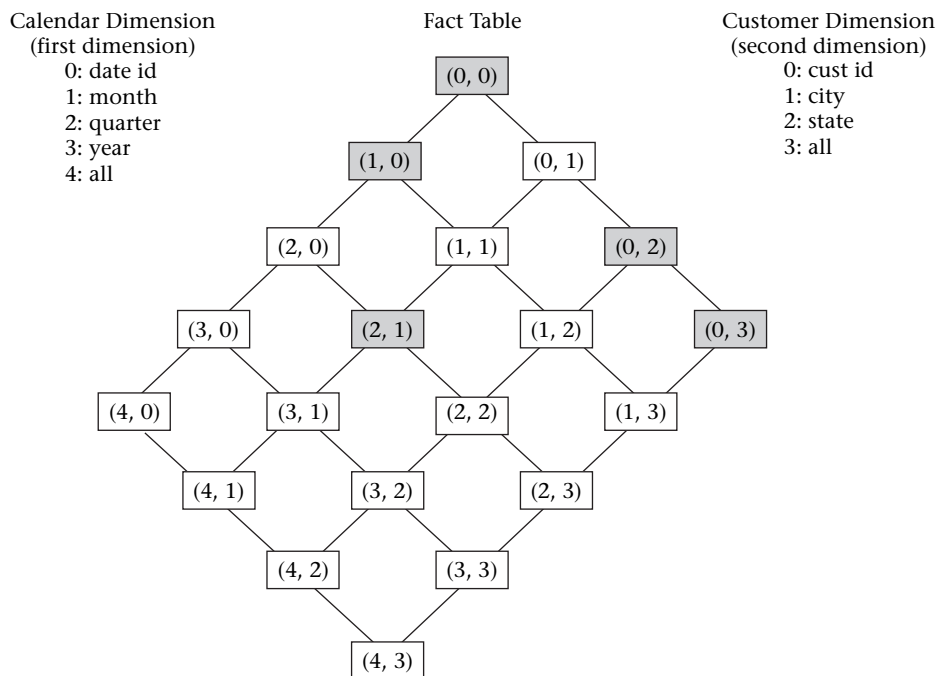 Calendar Dimension
(first dimension)
0: date id
1: month
2: quarter
3: year
4: all
Fact Table
Customer Dimension
(second dimension)
0: cust id
1: city
2: state
3: all
(0, 0)
(1, 0)
(0, 1)
(2, 0)
(1, 1)
(0, 2)
(3, 0)
(2, 1)
(1, 2)
(0, 3)
(4, 0)
(3, 1)
(2, 2)
(1, 3)
(4, 1)
(3, 2)
(2, 3)
(4, 2)
(3, 3)
(4, 3)